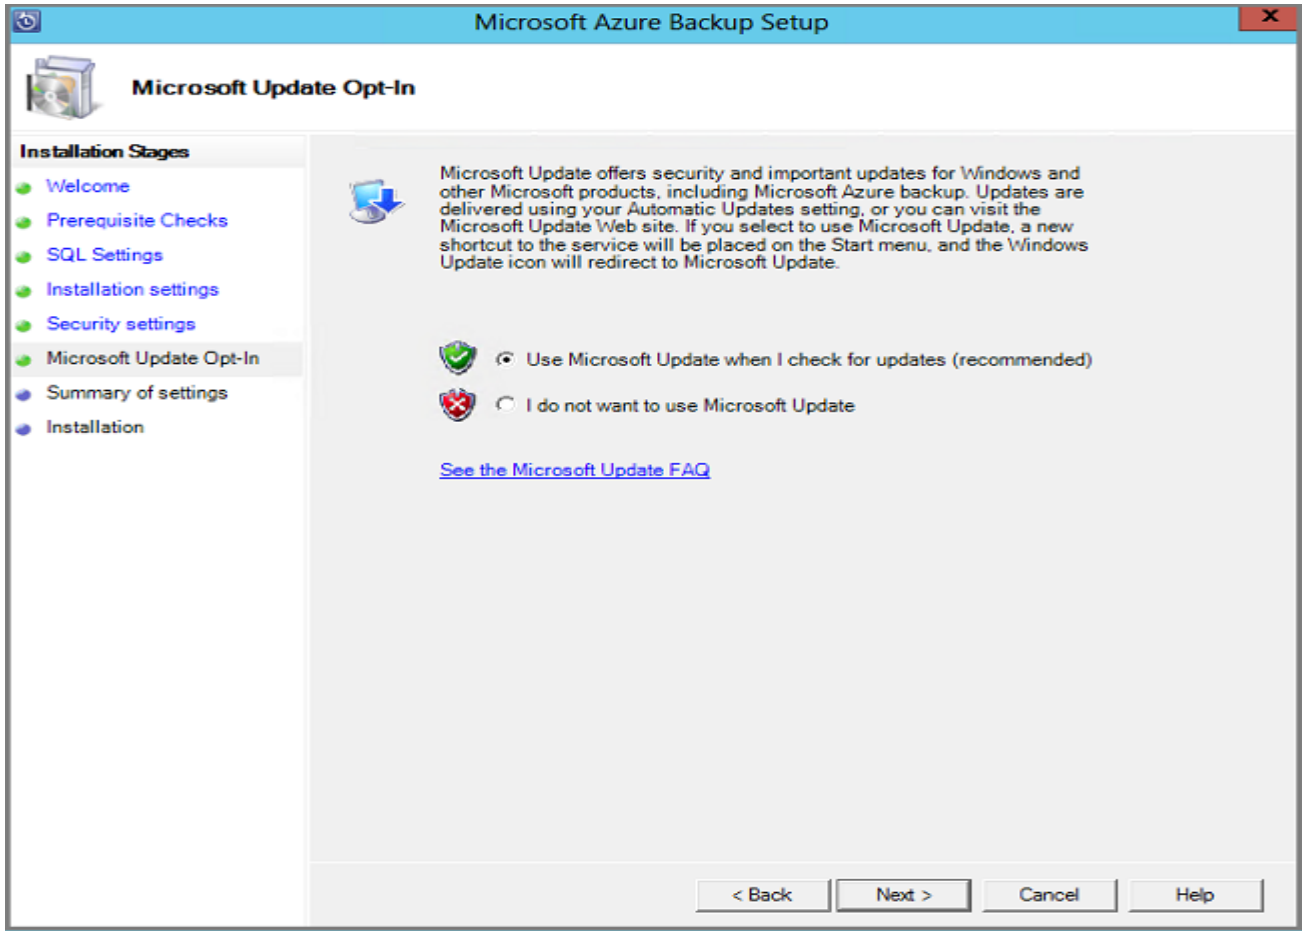 Microsoft Azure Backup Setup
X
Microsoft Update Opt-In
Installation Stages
Welcome
Prerequisite Checks
SQL Settings
Installation settings
Security settings
Microsoft Update Opt-In
Summary of settings
Installation
Microsoft Update offers security and important updates for Windows and
other Microsoft products, including Microsoft Azure backup. Updates are
delivered using your Automatic Updates setting, or you can visit the
Microsoft Update Web site. If you select to use Microsoft Update, a new
shortcut to the service will be placed on the Start menu, and the Windows
Update icon will redirect to Microsoft Update.
Use Microsoft Update when I check for updates (recommended)
I do not want to use Microsoft Update
See the Microsoft Update FAQ
< Back
Next >
Cancel
Help